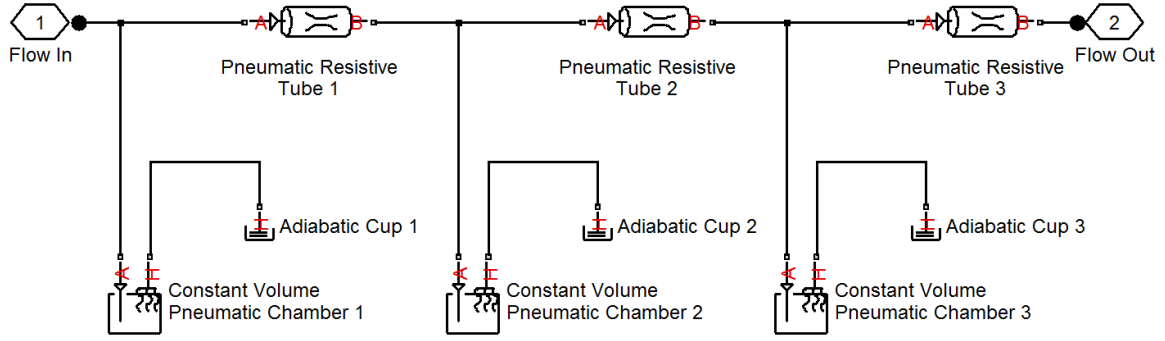 1
Flow In
A
B
Pneumatic Resistive
Tube 1
A
B
Pneumatic Resistive
Tube 2
A
B
Pneumatic Resistive
Tube 3
2
Flow Out
H
Adiabatic Cup 1
H
Adiabatic Cup 2
H
Adiabatic Cup 3
A
H
Constant Volume
Pneumatic Chamber 1
A
H
Constant Volume
Pneumatic Chamber 2
A
H
Constant Volume
Pneumatic Chamber 3